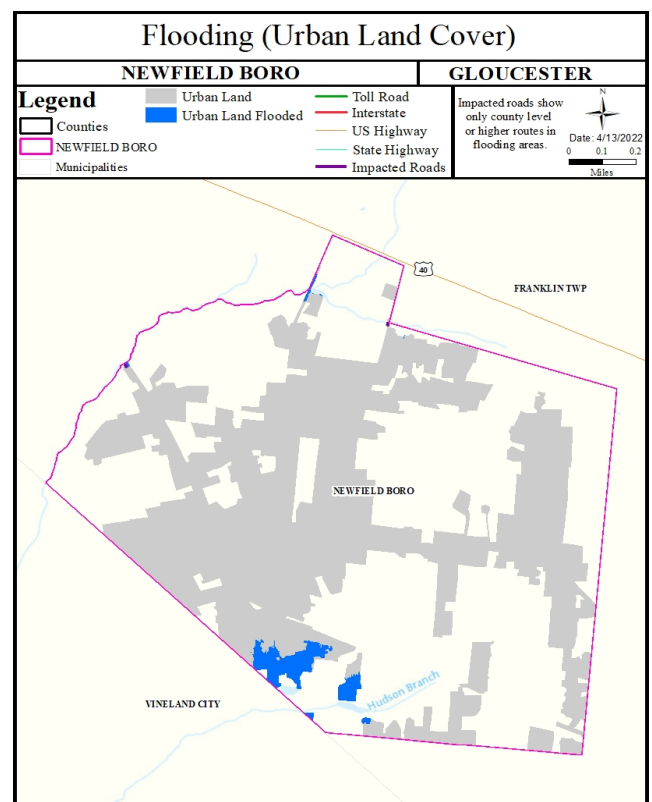 Flooding (Urban Land Cover)
NEWFIELD BORO
GLOUCESTER
Legend
Counties
NEWFIELD BORO
Municipalities
Urban Land
Urban Land Flooded
Toll Road
Interstate
US Highway
State Highway
Impacted Roads
Impacted roads show
only county level
or higher routes in
flooding areas.
N
Date: 4/13/2022
0 0.1 0.2
Miles
40
FRANKLIN TWP
NEWFIELD BORO
Hudson Branch
VINELAND CITY